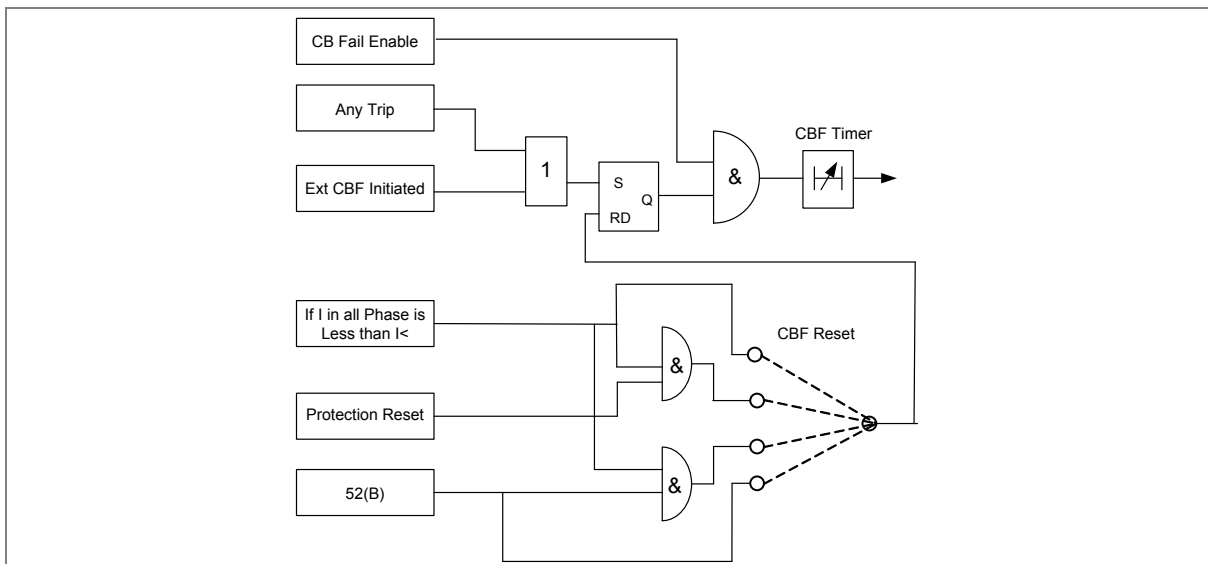 CB Fail Enable
Any Trip
Ext CBF Initiated
1
S
Q
RD
&
CBF Timer
If I in all Phase is
Less than I<
Protection Reset
52(B)
&
&
CBF Reset